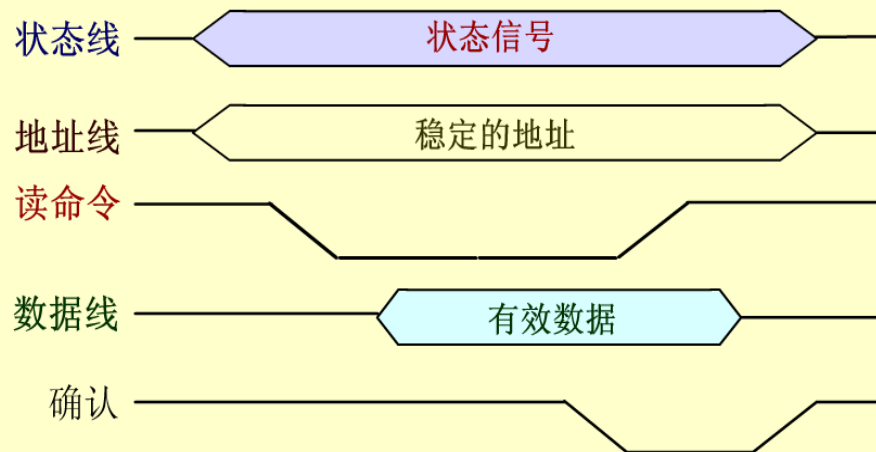 状态线 状态信号
地址线 稳定的地址
读命令
数据线 有效数据
确认